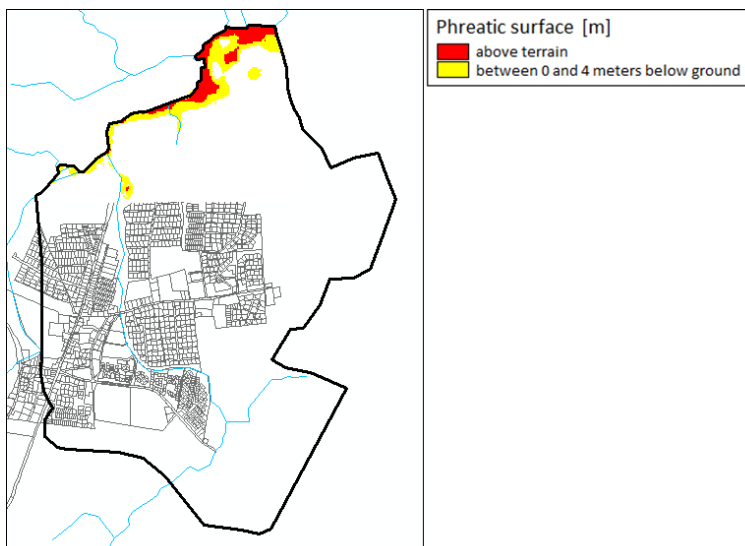 Phreatic surface [m]
above terrain
between 0 and 4 meters below ground